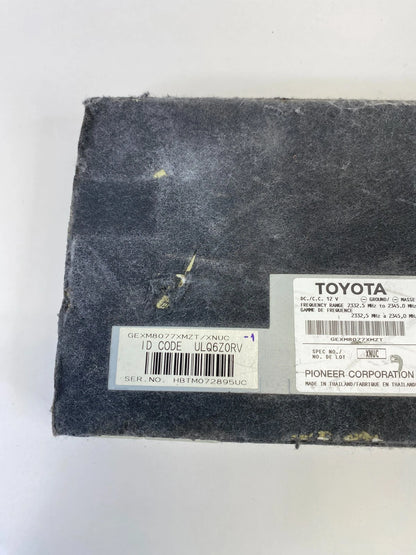 GEXM8077XMZT/XNUC -1
ID CODE ULQ6Z0RV
SER.NO. HBTM072895UC
TOYOTA
DC./C.C. 12 V ⊖ GROUND/ ⊖ MASSE
FREQUENCY RANGE 2332,5 MHz to 2345,0 MHz
GAMME DE FREQUENCE
2332,5 MHz à 2345,0 MHz
GEXM8077XMZT
SPEC NO./
NO. DE LOT XNUC
PIONEER CORPORATION
MADE IN THAILAND/FABRIQUE EN THAILANDE